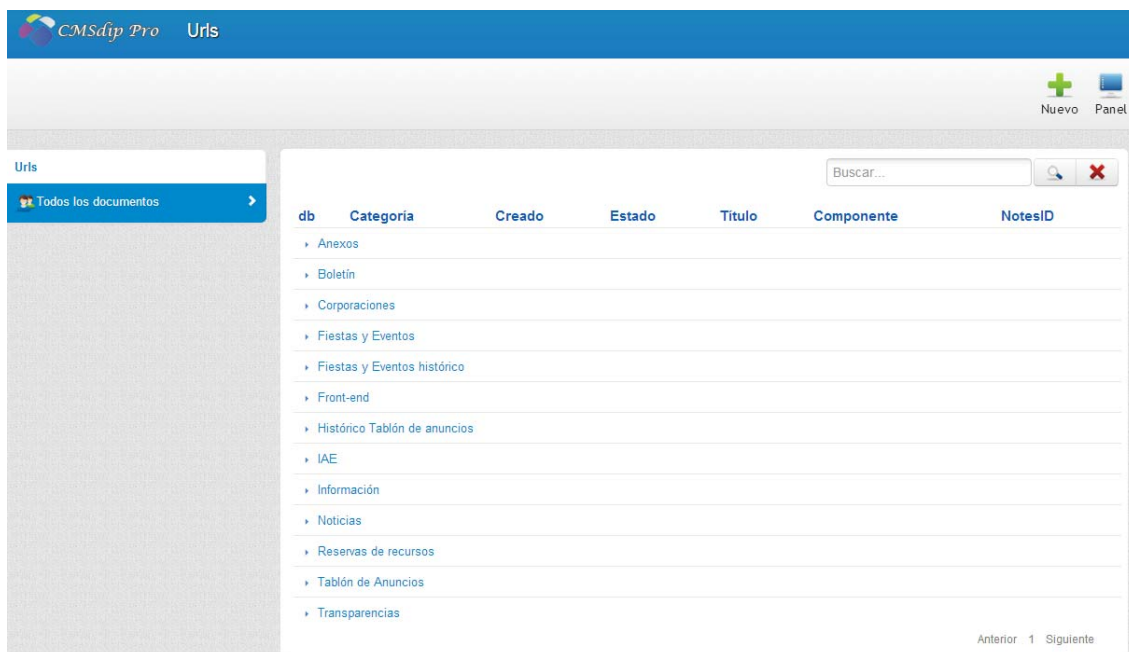 CMSdip Pro Urls
Nuevo Panel
Urls
Buscar...
Todos los documentos
db Categoría Creado Estado Título Componente NotesID
Anexos
Boletín
Corporaciones
Fiestas y Eventos
Fiestas y Eventos histórico
Front-end
Histórico Tablón de anuncios
IAE
Información
Noticias
Reservas de recursos
Tablón de Anuncios
Transparencias
Anterior 1 Siguiente